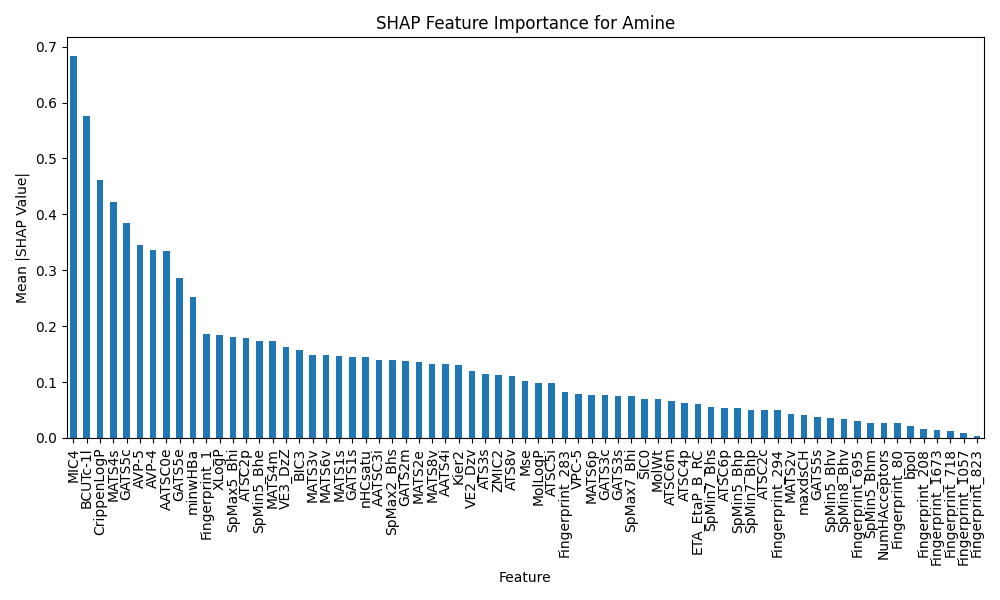 SHAP Feature Importance for Amine
Mean |SHAP Value|
0.7
0.6
0.5
0.4
0.3
0.2
0.1
0.0
MIC4
BCUTc-1l
CrippenLogP
MATS4s
GATS5c
AVP-5
AVP-4
AATSC0e
GATS5e
minwHBa
Fingerprint_1
XLogP
SpMax5_Bhi
ATSC2p
SpMin5_Bhe
MATS4m
VE3_DzZ
BIC3
MATS3v
MATS6v
MATS1s
GATS1s
nHCsatu
AATSC3i
SpMax2_Bhs
GATS2m
MATS2e
MATS8v
AATS4i
Kier2
VE2_Dzv
ATS3s
ZMIC2
ATS8v
Mse
MolLogP
ATSC5i
Fingerprint_283
VPC-5
MATS6p
GATS3c
GATS3s
SpMax7_Bhi
SIC0
MolWt
ATSC6m
ATSC4p
ETA_EtaP_B_RC
SpMin7_Bhs
ATSC6p
SpMin5_Bhp
SpMin7_Bhp
ATSC2c
Fingerprint_294
MATS2v
maxdsCH
GATS5s
SpMin5_Bhv
SpMin8_Bhv
Fingerprint_695
SpMin5_Bhm
NumHAcceptors
Fingerprint_80
bpol
Fingerprint_208
Fingerprint_1673
Fingerprint_718
Fingerprint_1057
Fingerprint_823
Feature